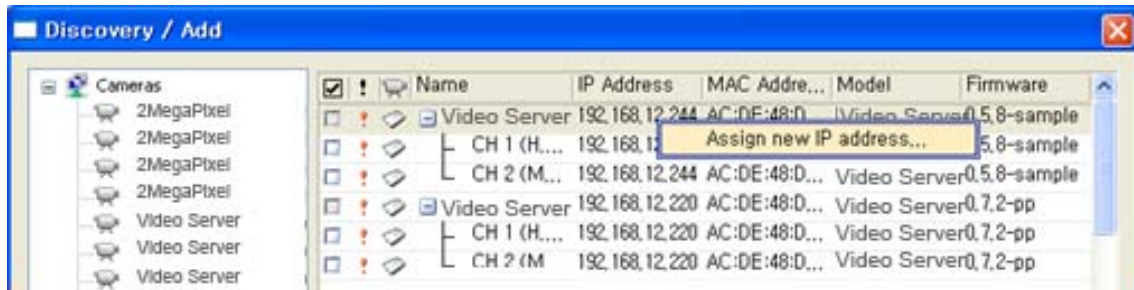 Discovery / Add
Cameras
2MegaPixel
2MegaPixel
2MegaPixel
2MegaPixel
Video Server
Video Server
Video Server
! Name IP Address MAC Addre... Model Firmware
Video Server 192.168.12.244 AC:DE:48:D... Video Server 0.5.8-sample
CH 1 (H.... 192.168.1 5.8-sample
Assign new IP address...
CH 2 (M... 192.168.12.244 AC:DE:48:D... Video Server 0.5.8-sample
Video Server 192.168.12.220 AC:DE:48:D... Video Server 0.7.2-pp
CH 1 (H.... 192.168.12.220 AC:DE:48:D... Video Server 0.7.2-pp
CH 2 (M 192.168.12.220 AC:DE:48:D... Video Server 0.7.2-pp